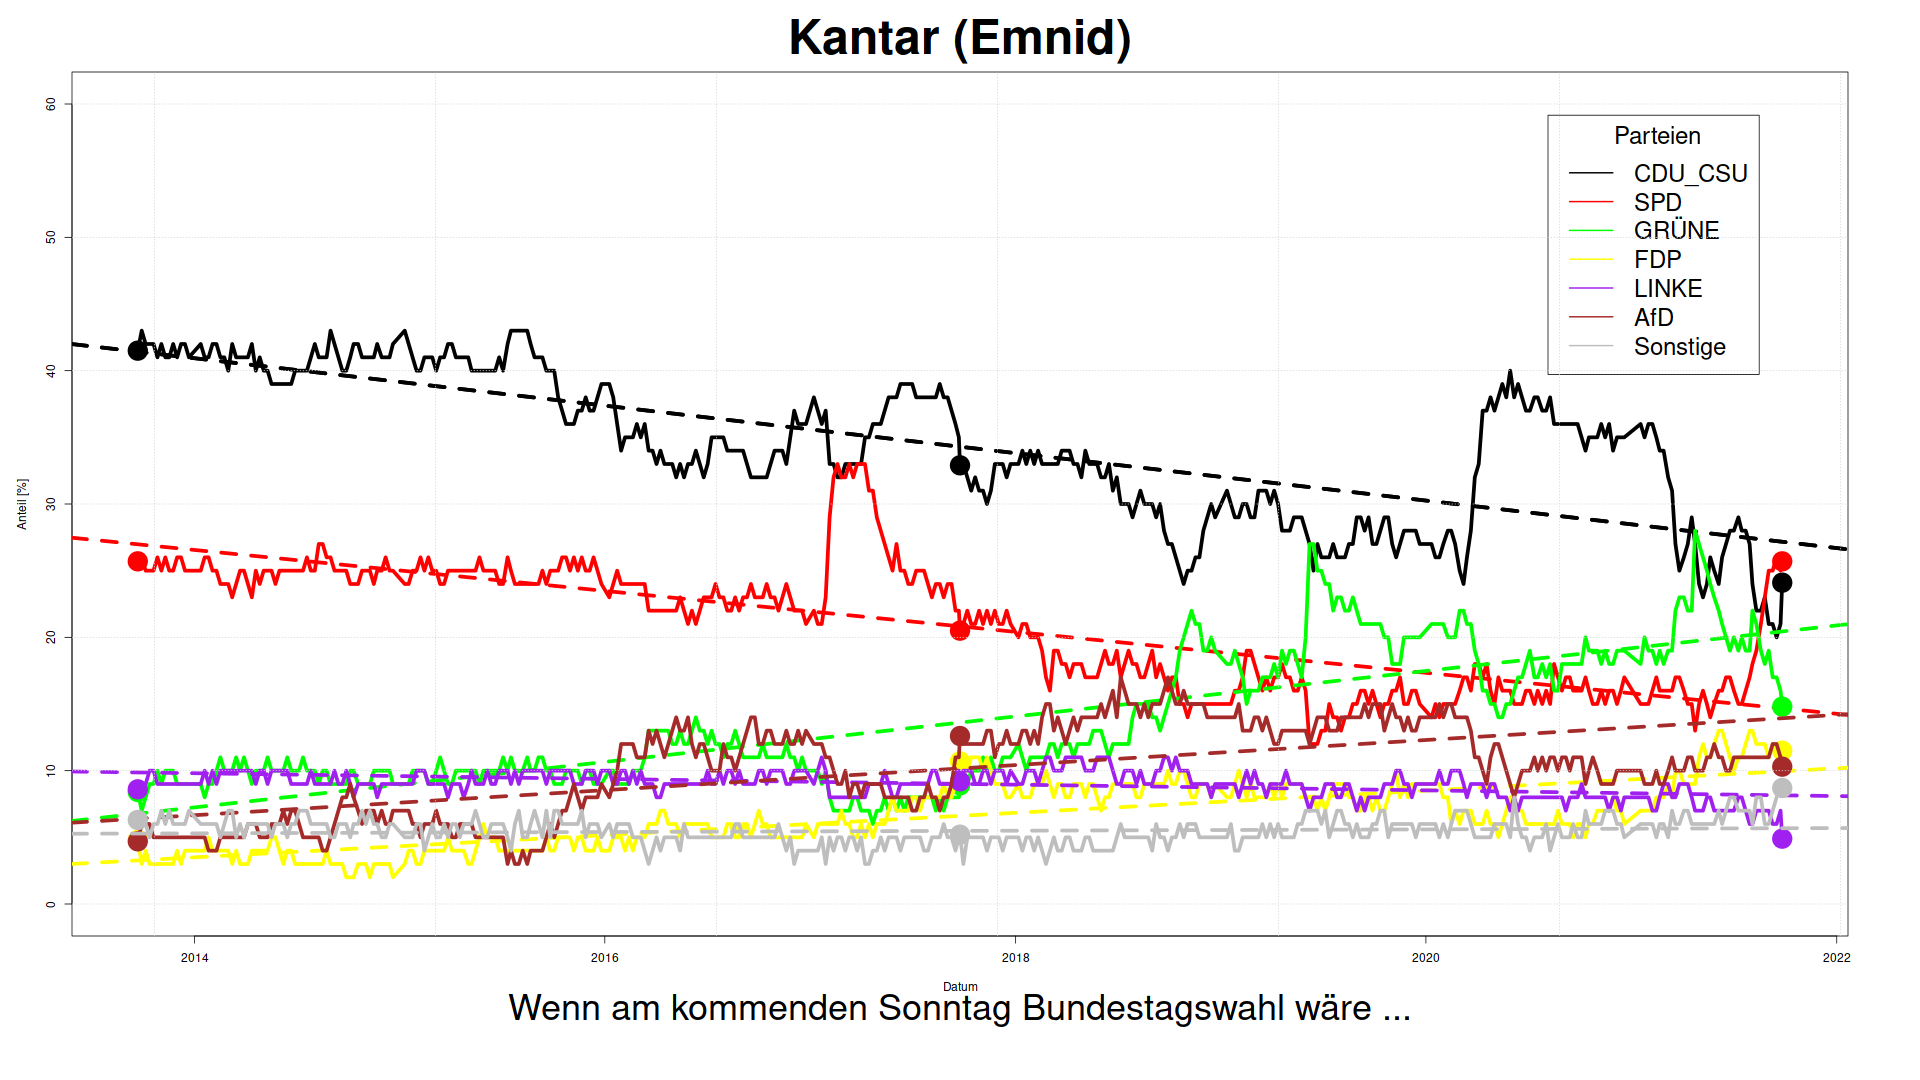 Kantar (Emnid)
Parteien
CDU_CSU
SPD
GRÜNE
FDP
LINKE
AfD
Sonstige
Anteil [%]
60
50
40
30
20
10
0
2014 2016 2018 2020 2022
Datum
Wenn am kommenden Sonntag Bundestagswahl wäre ...